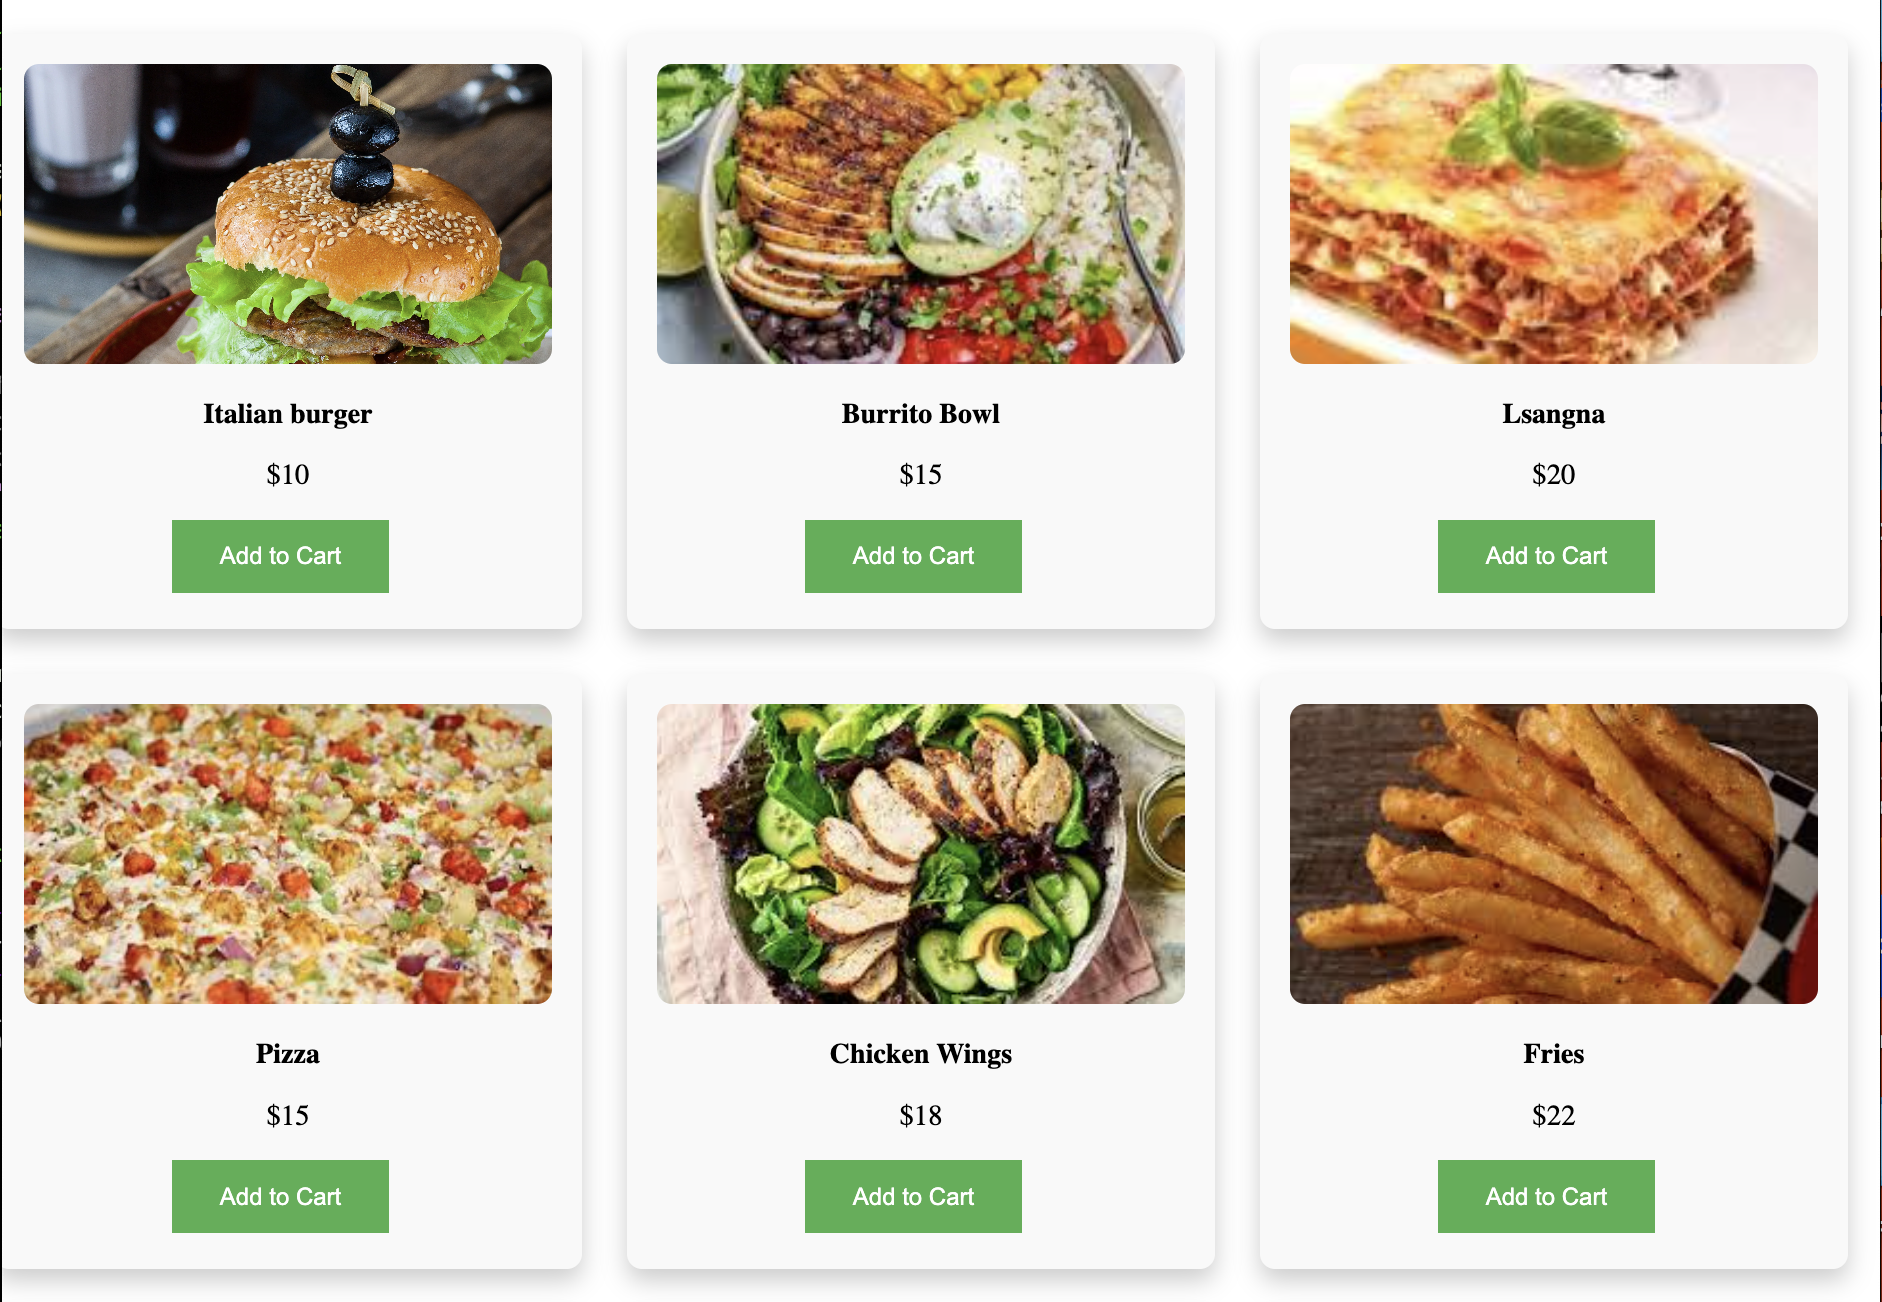 Italian burger
$10
Add to Cart
Burrito Bowl
$15
Add to Cart
Lsangna
$20
Add to Cart
Pizza
$15
Add to Cart
Chicken Wings
$18
Add to Cart
Fries
$22
Add to Cart